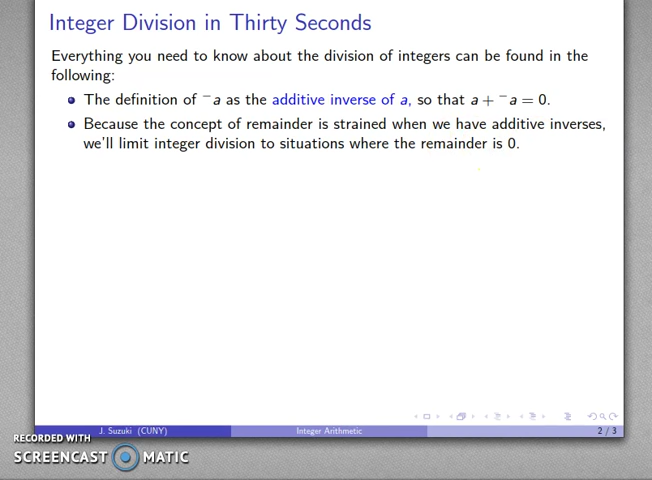 Integer Division in Thirty Seconds
Everything you need to know about the division of integers can be found in the
following:
The definition of ⁻a as the additive inverse of a, so that a + ⁻a = 0.
Because the concept of remainder is strained when we have additive inverses,
we'll limit integer division to situations where the remainder is 0.
J. Suzuki (CUNY)
Integer Arithmetic
2 / 3
RECORDED WITH
SCREENCAST MATIC